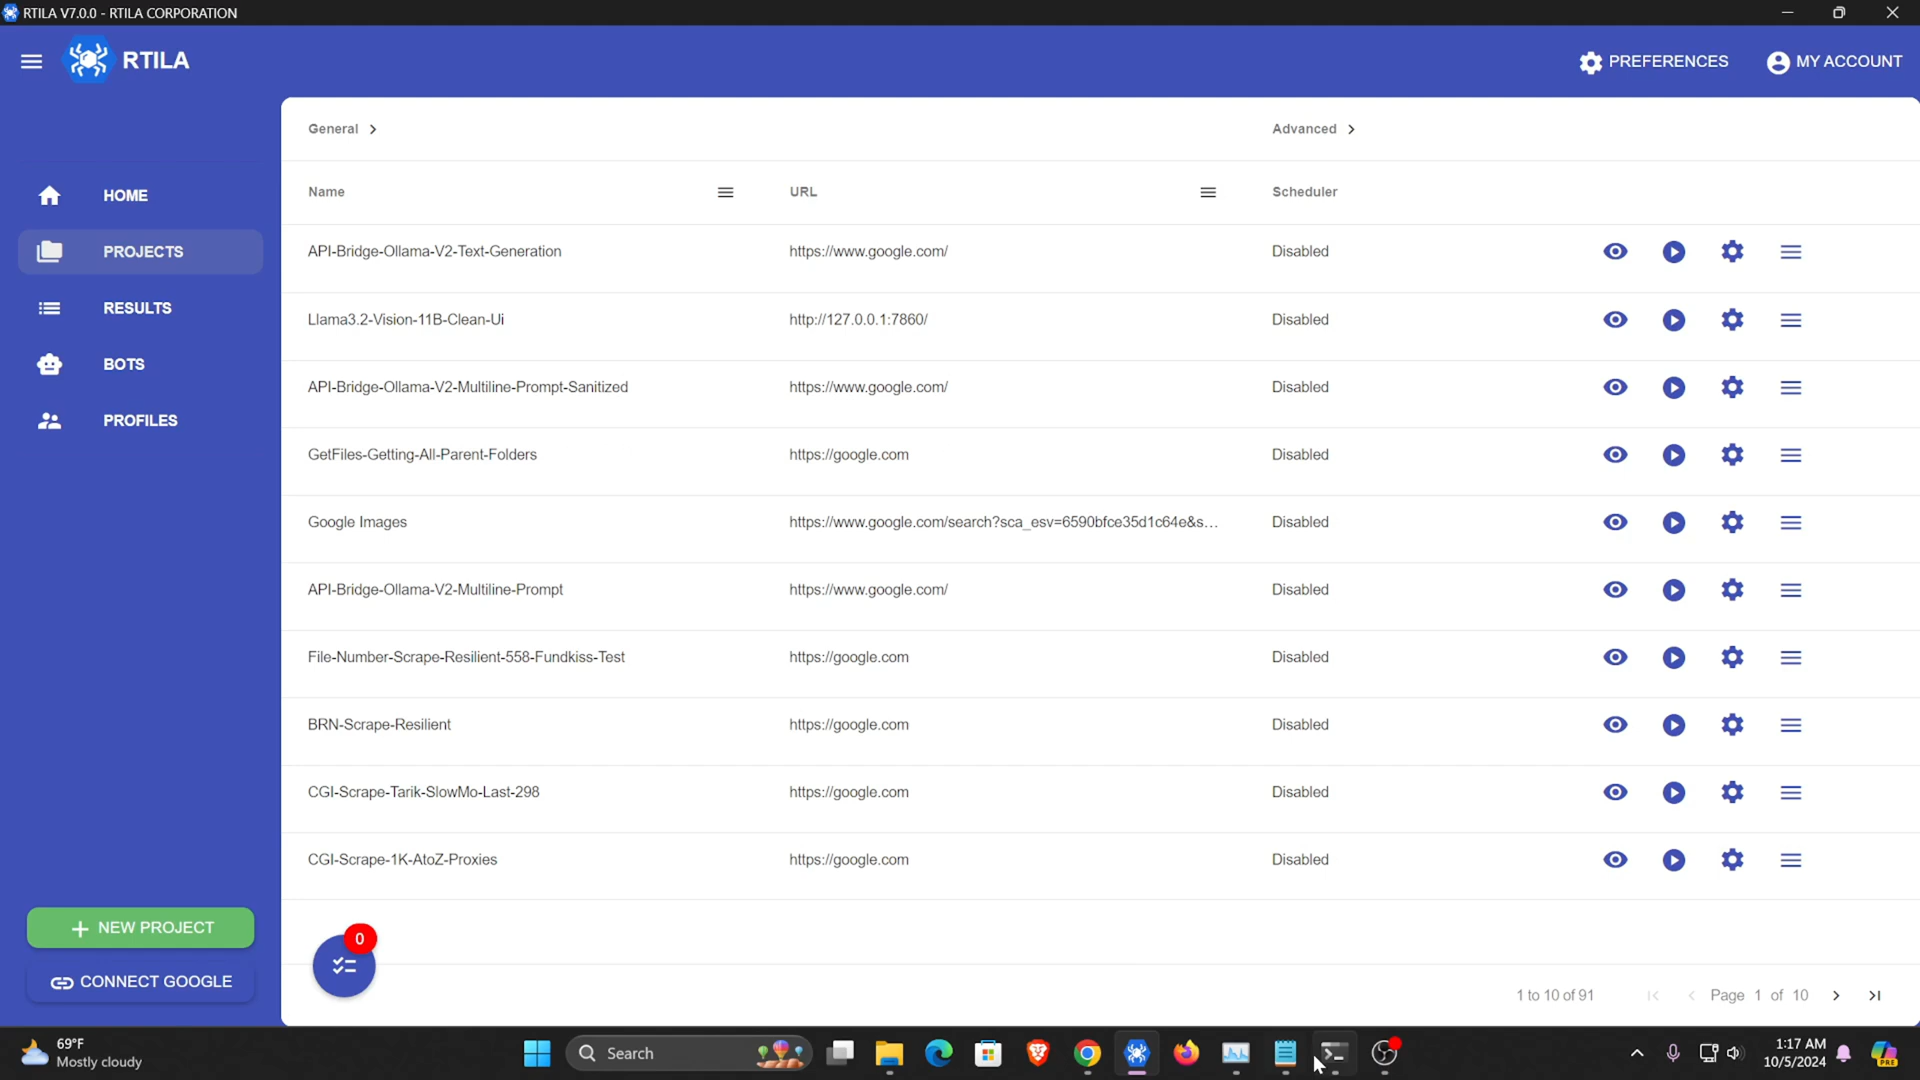 RTILA V7.0.0 - RTILA CORPORATION
RTILA
PREFERENCES
MY ACCOUNT
HOME
PROJECTS
RESULTS
BOTS
PROFILES
General
Advanced
Name
URL
Scheduler
API-Bridge-Ollama-V2-Text-Generation
https://www.google.com/
Disabled
Llama3.2-Vision-11B-Clean-Ui
http://127.0.0.1:7860/
Disabled
API-Bridge-Ollama-V2-Multiline-Prompt-Sanitized
https://www.google.com/
Disabled
GetFiles-Getting-All-Parent-Folders
https://google.com
Disabled
Google Images
https://www.google.com/search?sca_esv=6590bfce35d1c64e&s...
Disabled
API-Bridge-Ollama-V2-Multiline-Prompt
https://www.google.com/
Disabled
File-Number-Scrape-Resilient-558-Fundkiss-Test
https://google.com
Disabled
BRN-Scrape-Resilient
https://google.com
Disabled
CGI-Scrape-Tarik-SlowMo-Last-298
https://google.com
Disabled
CGI-Scrape-1K-AtoZ-Proxies
https://google.com
Disabled
NEW PROJECT
CONNECT GOOGLE
0
1 to 10 of 91
Page 1 of 10
69°F
Mostly cloudy
Search
1:17 AM
10/5/2024
PRE